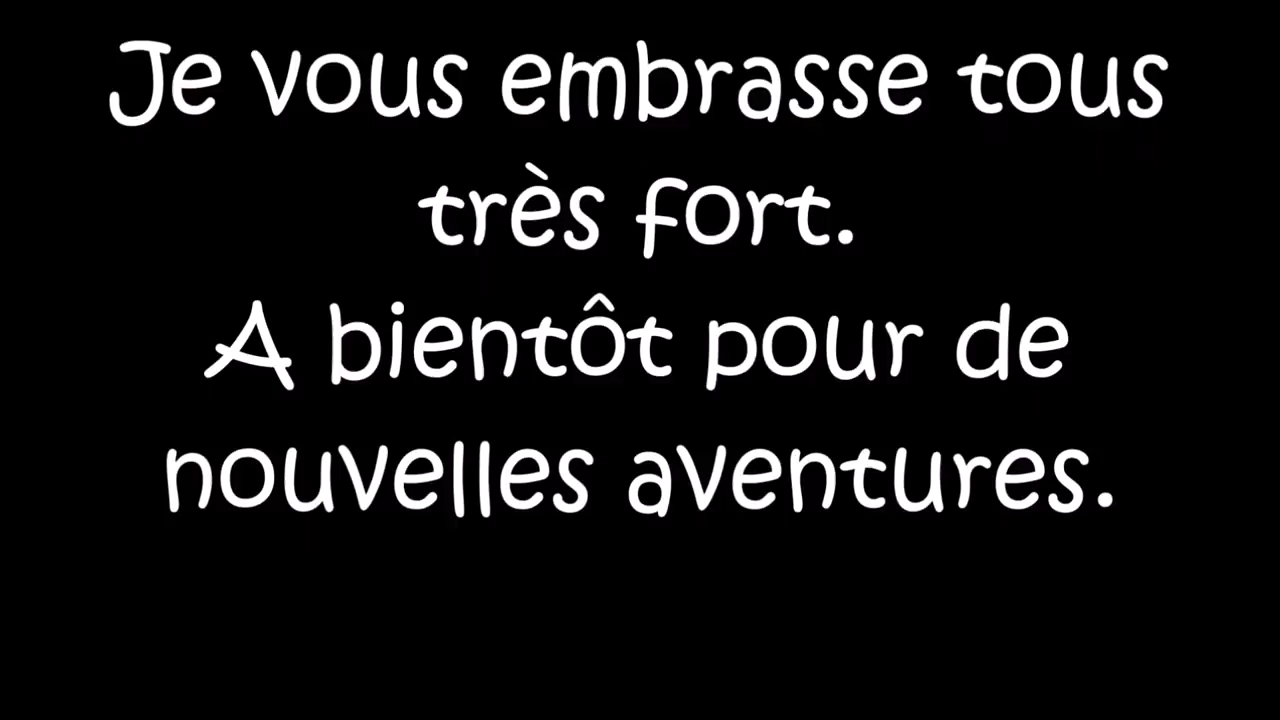 Je vous embrasse tous
très fort.
A bientôt pour de
nouvelles aventures.